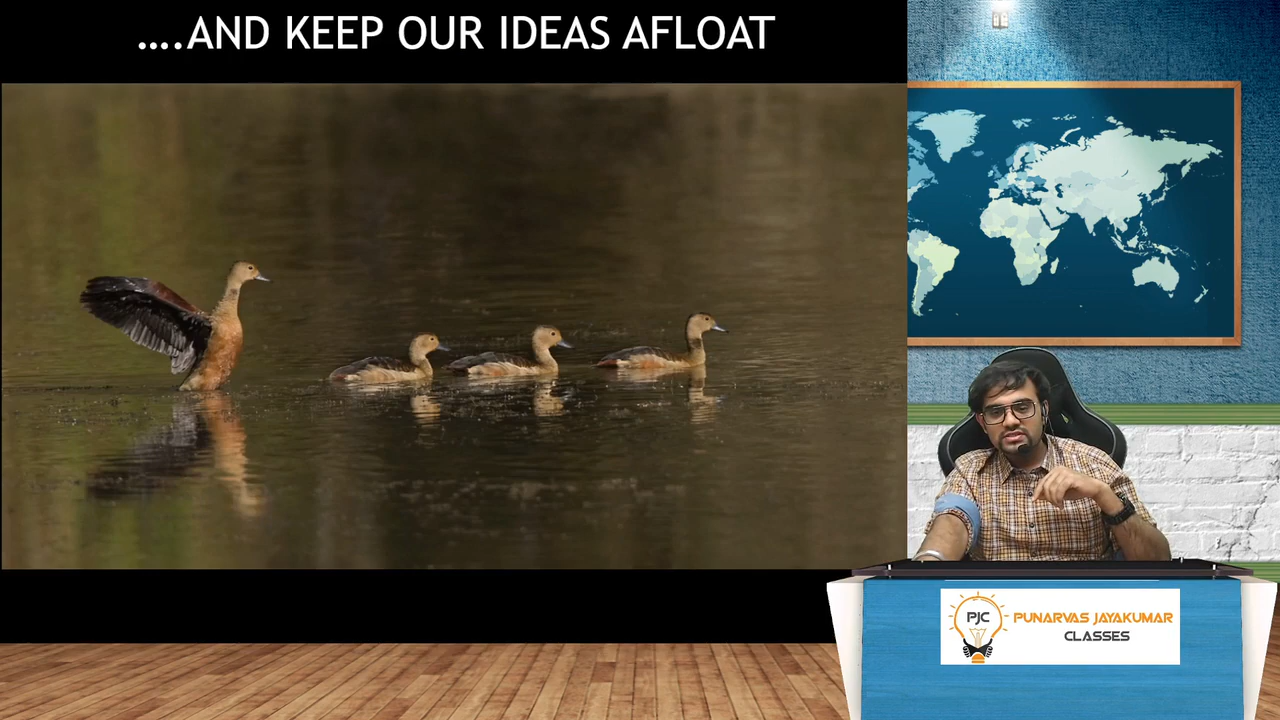 ....AND KEEP OUR IDEAS AFLOAT
PJC
PUNARVAS JAYAKUMAR
CLASSES